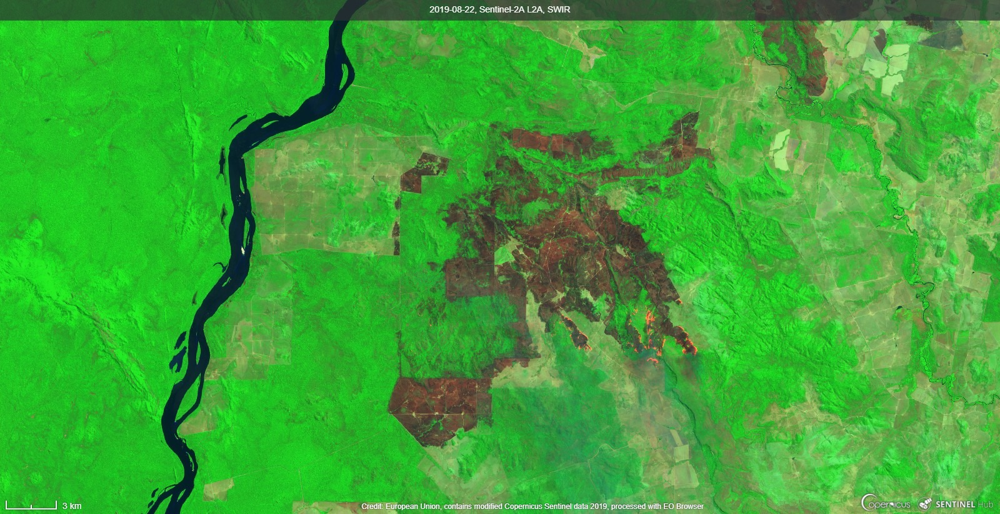 2019-08-22, Sentinel-2A L2A, SWIR
3 km
Credit: European Union, contains modified Copernicus Sentinel data 2019, processed with EO Browser
Copernicus
SENTINEL Hub